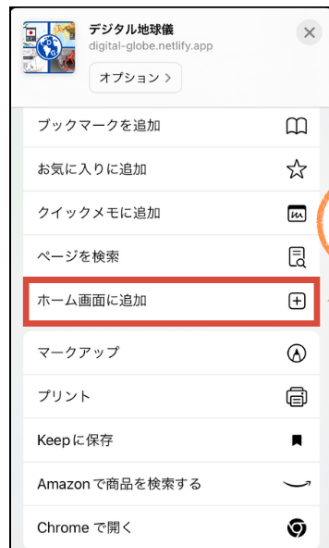 デジタル地球儀
digital-globe.netlify.app
オプション >
ブックマークを追加
お気に入りに追加
クイックメモに追加
ページを検索
ホーム画面に追加
マークアップ
プリント
Keepに保存
Amazonで商品を検索する
Chromeで開く